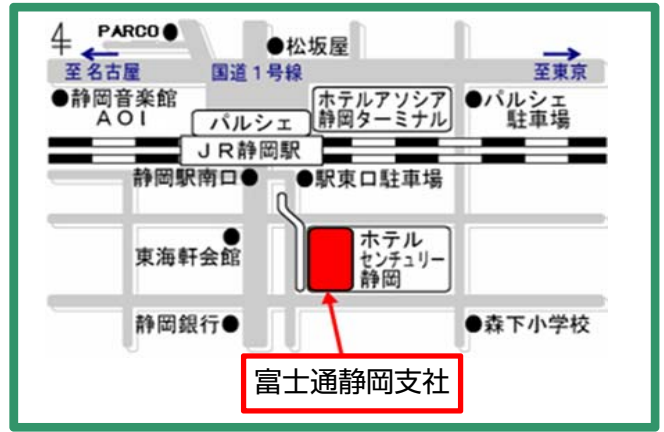 PARCO●
●松坂屋
至名古屋
国道1号線
至東京
●静岡音楽館
AOI
パルシェ
ホテルアソシア
静岡ターミナル
●パルシェ
駐車場
JR静岡駅
静岡駅南口●
●駅東口駐車場
東海軒会館
ホテル
センチュリー
静岡
静岡銀行●
●森下小学校
富士通静岡支社